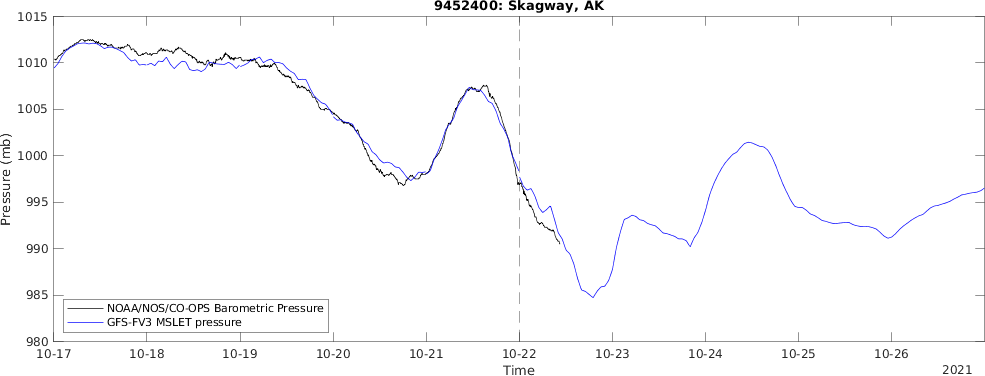 9452400: Skagway, AK
1015
1010
1005
1000
995
990
985
980
Pressure (mb)
NOAA/NOS/CO-OPS Barometric Pressure
GFS-FV3 MSLET pressure
10-17 10-18 10-19 10-20 10-21 10-22 10-23 10-24 10-25 10-26
Time
2021